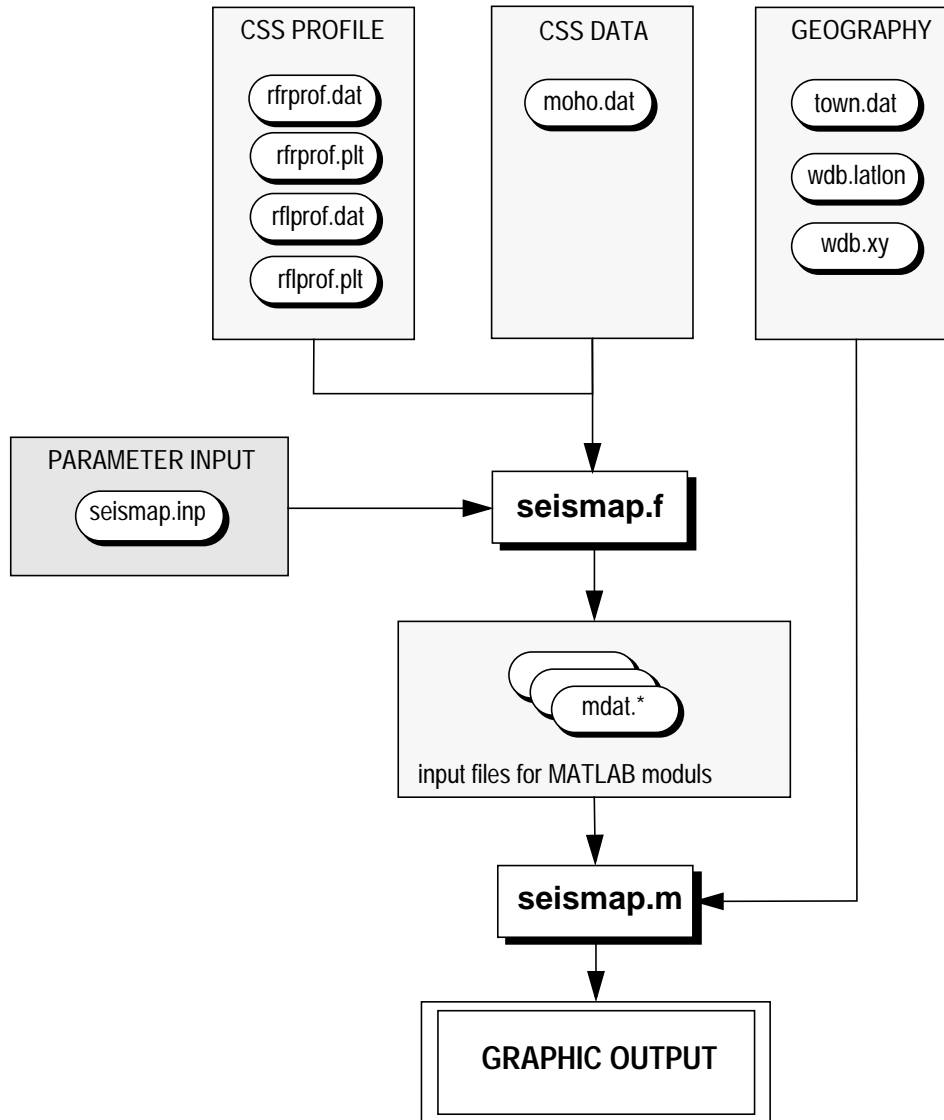 CSS PROFILE
rfrprof.dat
rfrprof.plt
rflprof.dat
rflprof.plt
CSS DATA
moho.dat
GEOGRAPHY
town.dat
wdb.latlon
wdb.xy
PARAMETER INPUT
seismap.inp
seismap.f
mdat.*
input files for MATLAB moduls
seismap.m
GRAPHIC OUTPUT